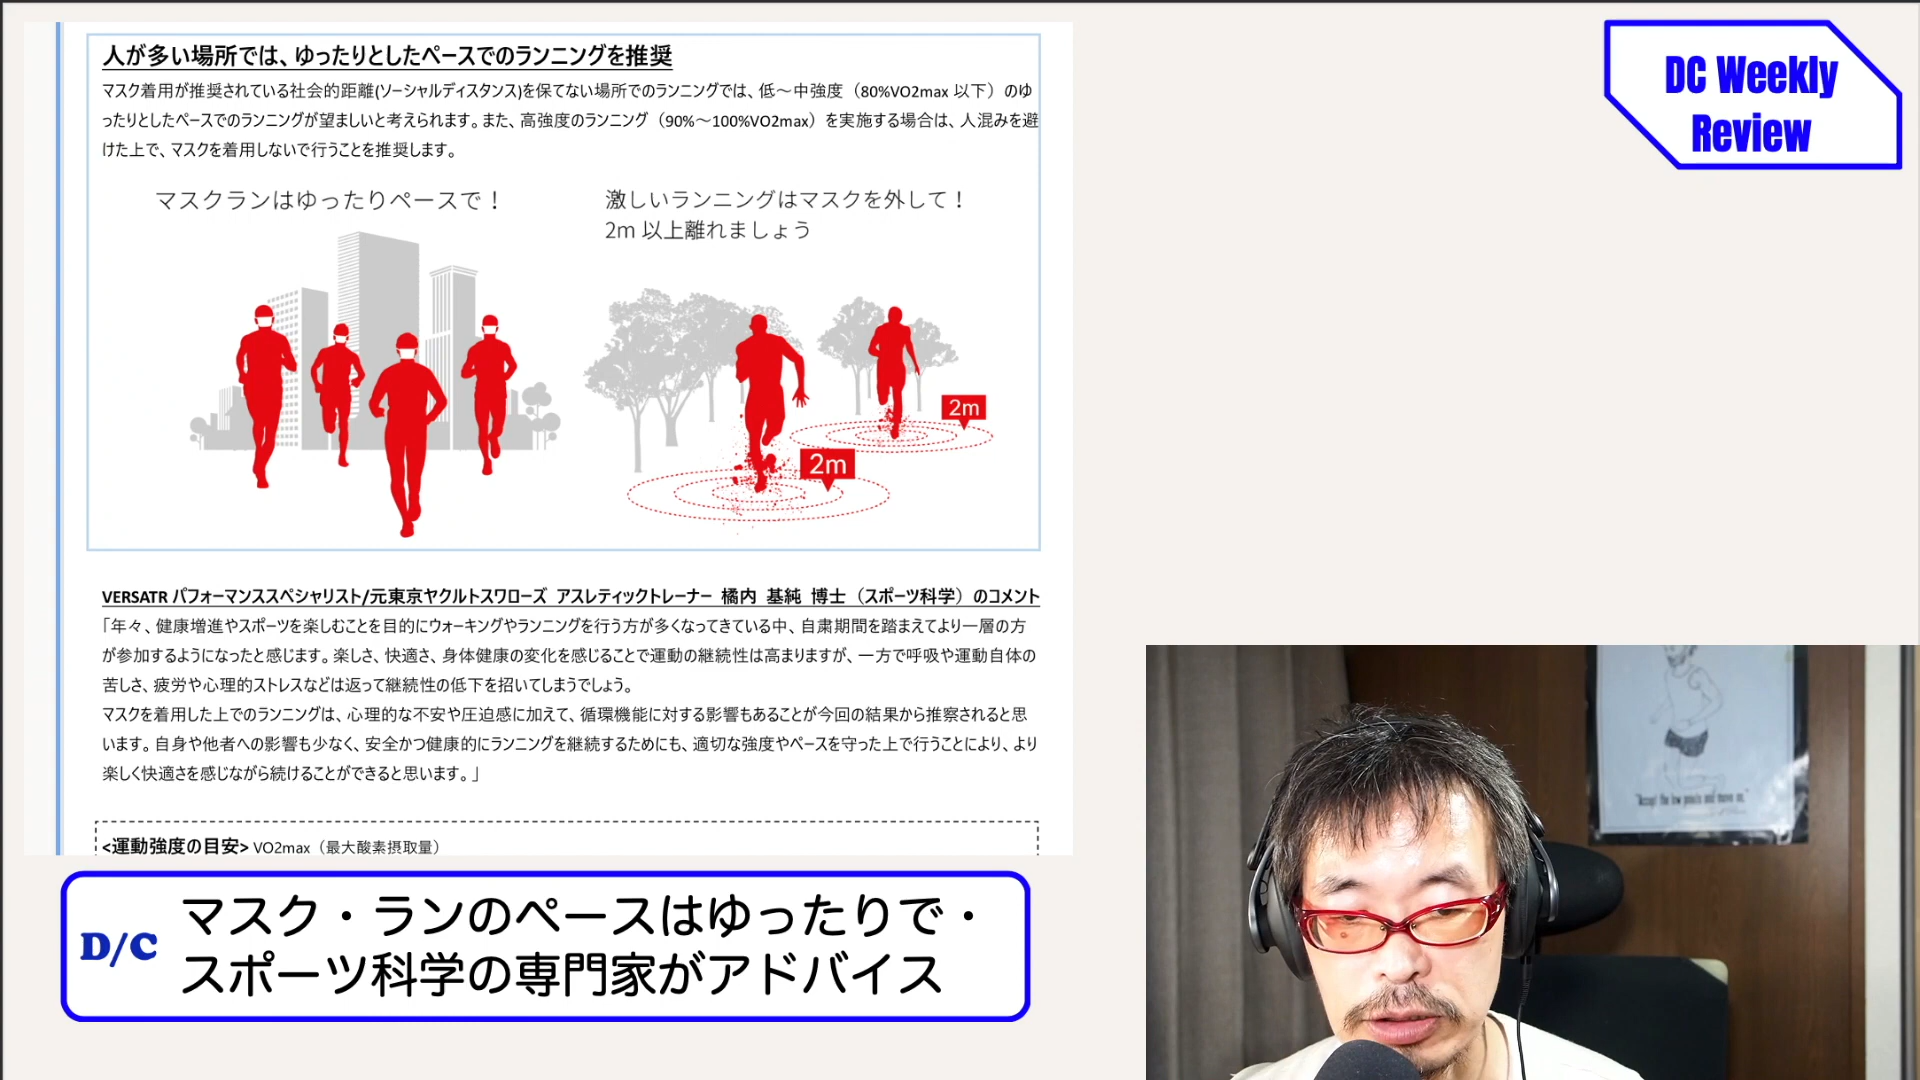 人が多い場所では、ゆったりとしたペースでのランニングを推奨
マスク着用が推奨されている社会的距離(ソーシャルディスタンス)を保てない場所でのランニングでは、低～中強度（80%VO2max 以下）のゆ
ったりとしたペースでのランニングが望ましいと考えられます。また、高強度のランニング（90%～100%VO2max）を実施する場合は、人混みを避
けた上で、マスクを着用しないで行うことを推奨します。
マスクランはゆったりペースで！
激しいランニングはマスクを外して！
2m 以上離れましょう
2m
2m
VERSATR パフォーマンススペシャリスト/元東京ヤクルトスワローズ アスレティックトレーナー 橘内 基純 博士（スポーツ科学）のコメント
「年々、健康増進やスポーツを楽しむことを目的にウォーキングやランニングを行う方が多くなってきている中、自粛期間を踏まえてより一層の方
が参加するようになったと感じます。楽しさ、快適さ、身体健康の変化を感じることで運動の継続性は高まりますが、一方で呼吸や運動自体の
苦しさ、疲労や心理的ストレスなどは返って継続性の低下を招いてしまうでしょう。
マスクを着用した上でのランニングは、心理的な不安や圧迫感に加えて、循環機能に対する影響もあることが今回の結果から推察されると思
います。自身や他者への影響も少なく、安全かつ健康的にランニングを継続するためにも、適切な強度やペースを守った上で行うことにより、より
楽しく快適さを感じながら続けることができると思います。」
<運動強度の目安> VO2max（最大酸素摂取量）
D/C
マスク・ランのペースはゆったりで・
スポーツ科学の専門家がアドバイス
DC Weekly
Review
"Accept the low points and move on."